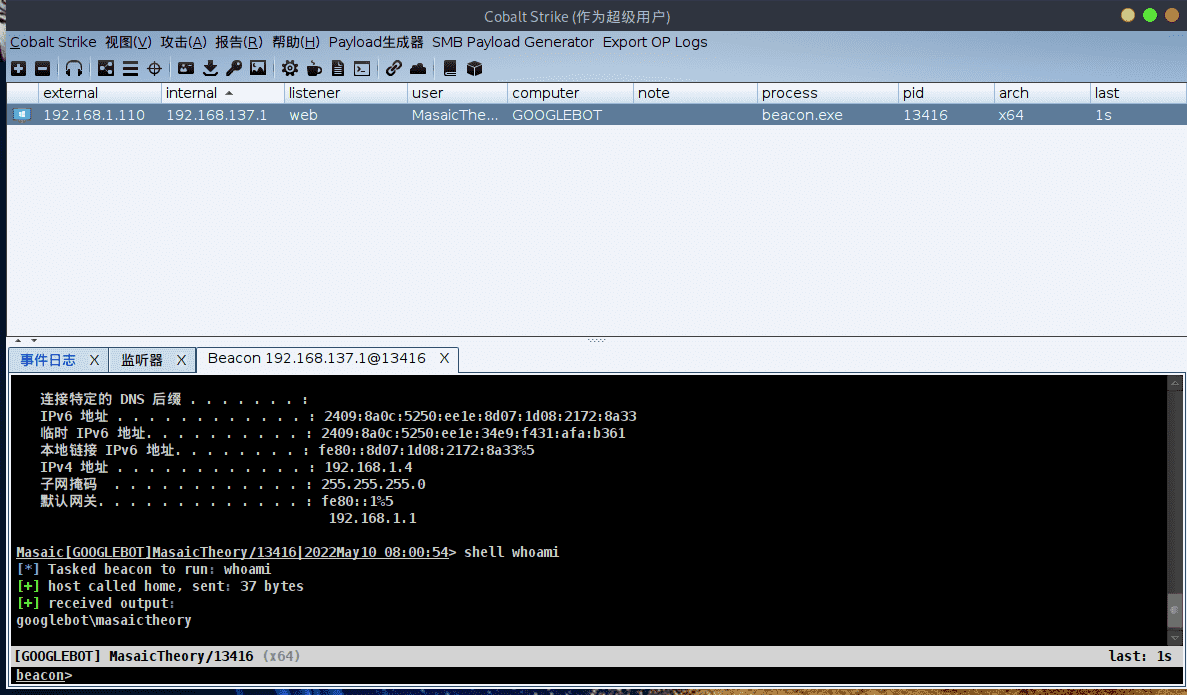 Cobalt Strike (作为超级用户)
Cobalt Strike 视图(V) 攻击(A) 报告(R) 帮助(H) Payload生成器 SMB Payload Generator Export OP Logs
external internal listener user computer note process pid arch last
192.168.1.110 192.168.137.1 web MasaicThe... GOOGLEBOT beacon.exe 13416 x64 1s
事件日志 X 监听器 X Beacon 192.168.137.1@13416 X
连接特定的 DNS 后缀 . . . . . . . :
IPv6 地址 . . . . . . . . . . . . : 2409:8a0c:5250:ee1e:8d07:1d08:2172:8a33
临时 IPv6 地址. . . . . . . . . . : 2409:8a0c:5250:ee1e:34e9:f431:afa:b361
本地链接 IPv6 地址. . . . . . . . : fe80::8d07:1d08:2172:8a33%5
IPv4 地址 . . . . . . . . . . . . : 192.168.1.4
子网掩码 . . . . . . . . . . . . : 255.255.255.0
默认网关. . . . . . . . . . . . . : fe80::1%5
192.168.1.1
Masaic[GOOGLEBOT]MasaicTheory/13416|2022May10 08:00:54> shell whoami
[*] Tasked beacon to run: whoami
[+] host called home, sent: 37 bytes
[+] received output:
googlebot\masaictheory
[GOOGLEBOT] MasaicTheory/13416 (x64) last: 1s
beacon>